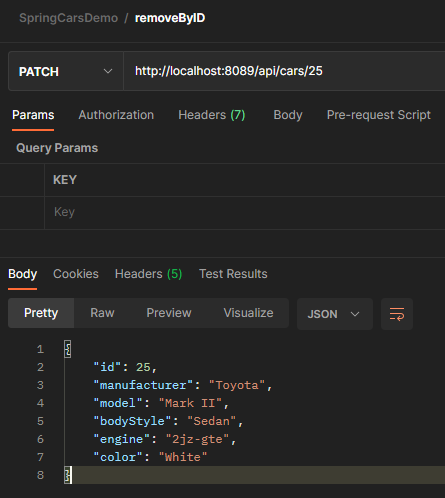 SpringCarsDemo / removeByID
PATCH http://localhost:8089/api/cars/25
Params Authorization Headers (7) Body Pre-request Script
Query Params
KEY
Key
Body Cookies Headers (5) Test Results
Pretty Raw Preview Visualize JSON
1 {
2 "id": 25,
3 "manufacturer": "Toyota",
4 "model": "Mark II",
5 "bodyStyle": "Sedan",
6 "engine": "2jz-gte",
7 "color": "White"
8 }